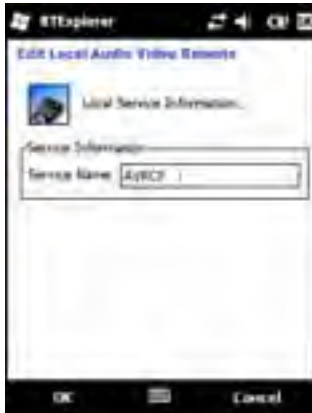 BTExplorer
Edit Local Audio Video Remote
Local Service Information...
Service Information
Service Name AVRCP
OK Cancel